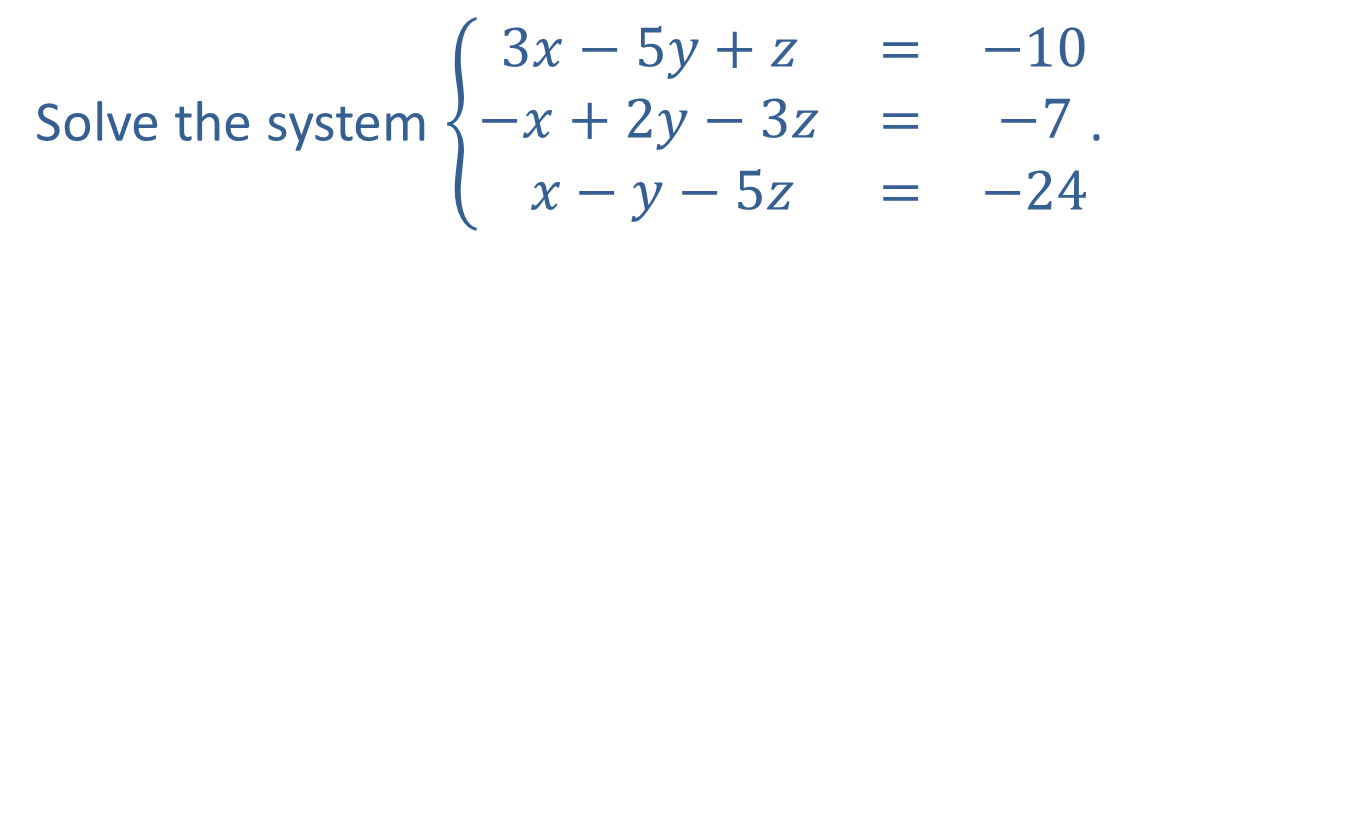 3x − 5y + z = −10
Solve the system { −x + 2y − 3z = −7 .
x − y − 5z = −24